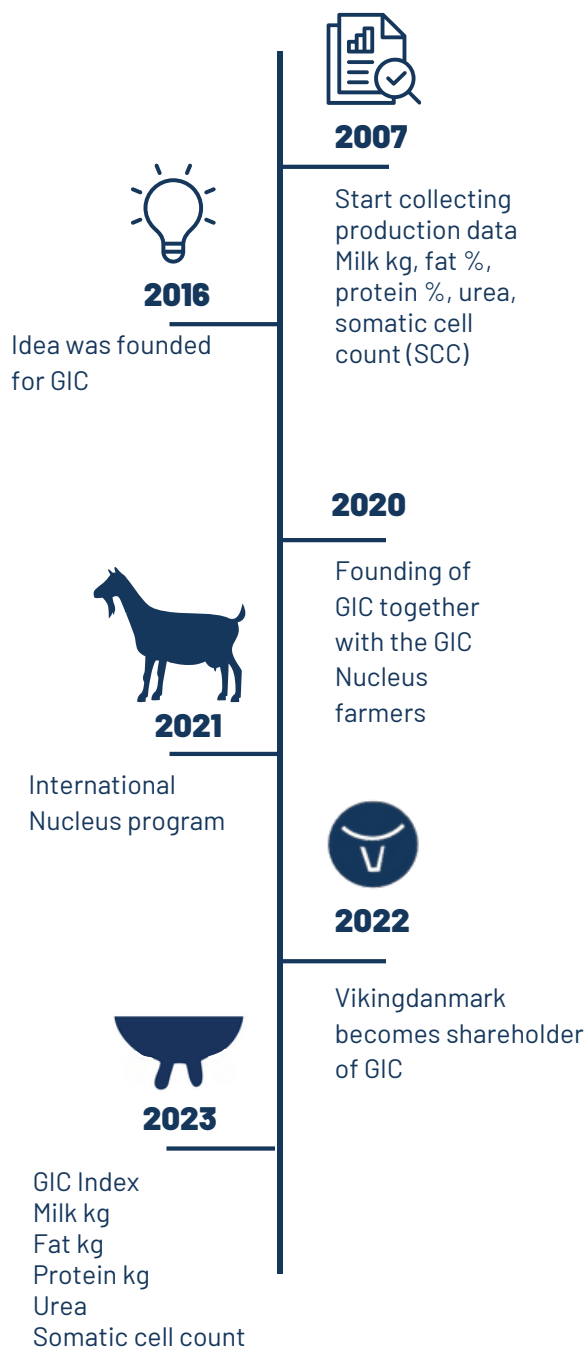 2007
Start collecting
production data
Milk kg, fat %,
protein %, urea,
somatic cell
count (SCC)
2016
Idea was founded
for GIC
2020
Founding of
GIC together
with the GIC
Nucleus
farmers
2021
International
Nucleus program
2022
Vikingdanmark
becomes shareholder
of GIC
2023
GIC Index
Milk kg
Fat kg
Protein kg
Urea
Somatic cell count